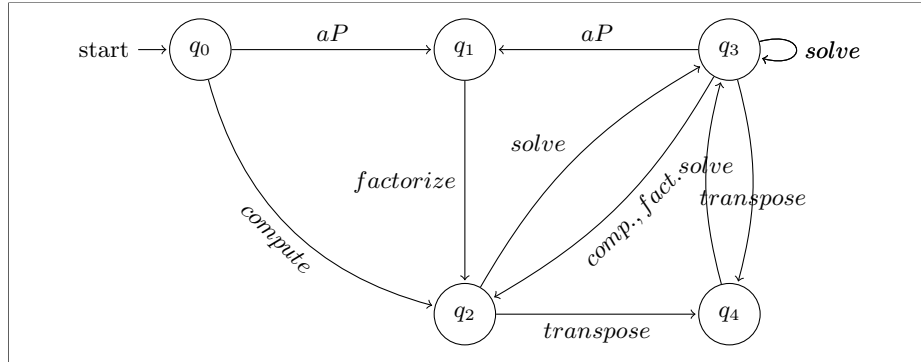 start q0 aP q1 aP q3 solve
solve
solve
factorize
transpose
comp., fact.
compute
q2 transpose q4